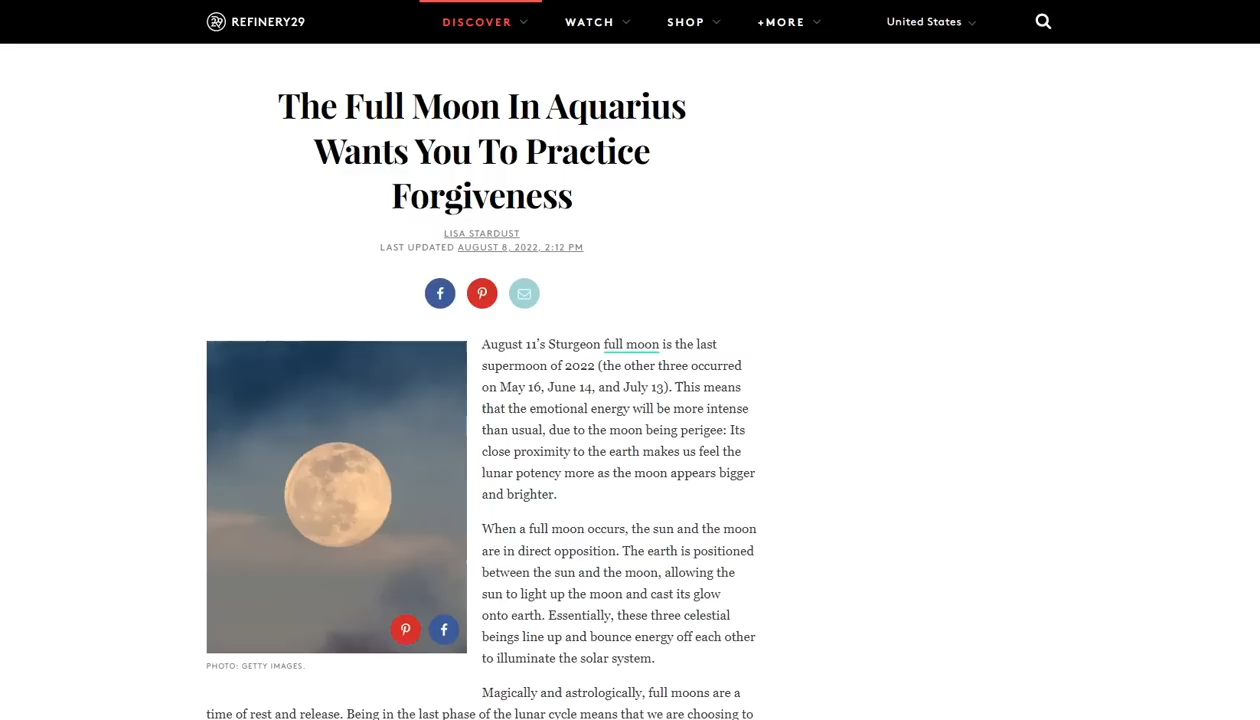 REFINERY29
DISCOVER
WATCH
SHOP
+MORE
United States
The Full Moon In Aquarius
Wants You To Practice
Forgiveness
LISA STARDUST
LAST UPDATED AUGUST 8, 2022, 2:12 PM
August 11’s Sturgeon full moon is the last
supermoon of 2022 (the other three occurred
on May 16, June 14, and July 13). This means
that the emotional energy will be more intense
than usual, due to the moon being perigee: Its
close proximity to the earth makes us feel the
lunar potency more as the moon appears bigger
and brighter.
When a full moon occurs, the sun and the moon
are in direct opposition. The earth is positioned
between the sun and the moon, allowing the
sun to light up the moon and cast its glow
onto earth. Essentially, these three celestial
beings line up and bounce energy off each other
to illuminate the solar system.
PHOTO: GETTY IMAGES.
Magically and astrologically, full moons are a
time of rest and release. Being in the last phase of the lunar cycle means that we are choosing to